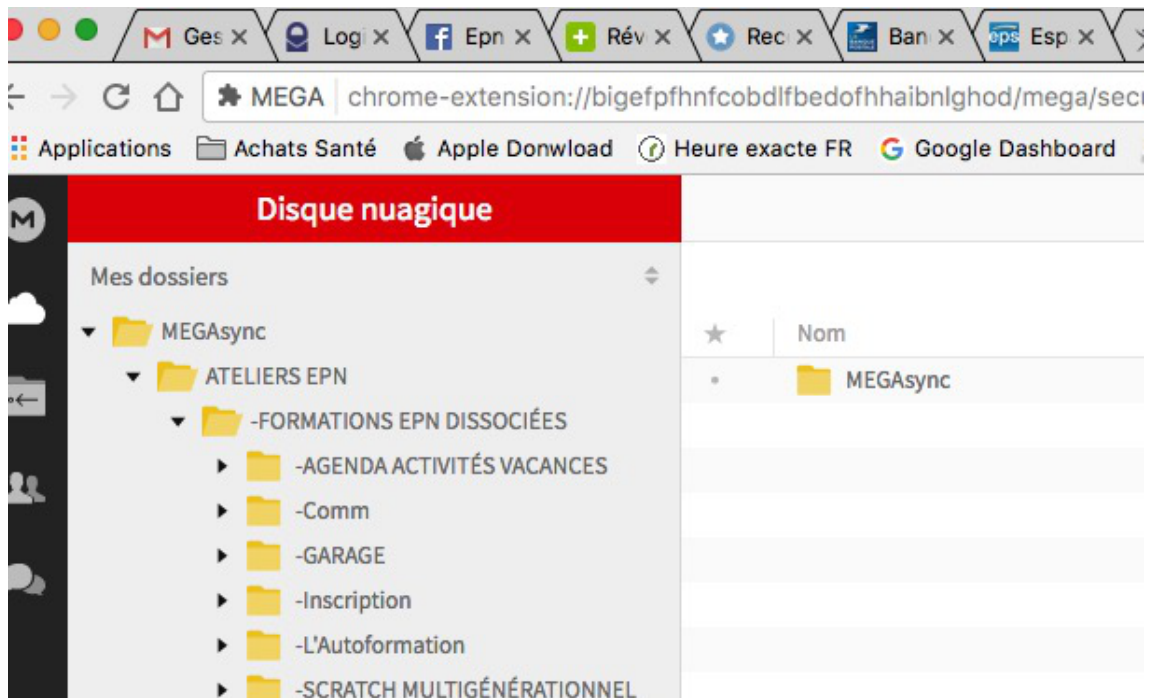 Ges Logi Epn Rév Rec Ban Esp
MEGA chrome-extension://bigefpfhnfcobdlfbedofhhaibnlghod/mega/sec
Applications Achats Santé Apple Donwload Heure exacte FR Google Dashboard
Disque nuagique
Mes dossiers
MEGAsync
Nom
ATELIERS EPN
MEGAsync
-FORMATIONS EPN DISSOCIÉES
-AGENDA ACTIVITÉS VACANCES
-Comm
-GARAGE
-Inscription
-L'Autoformation
-SCRATCH MULTIGÉNÉRATIONNEL